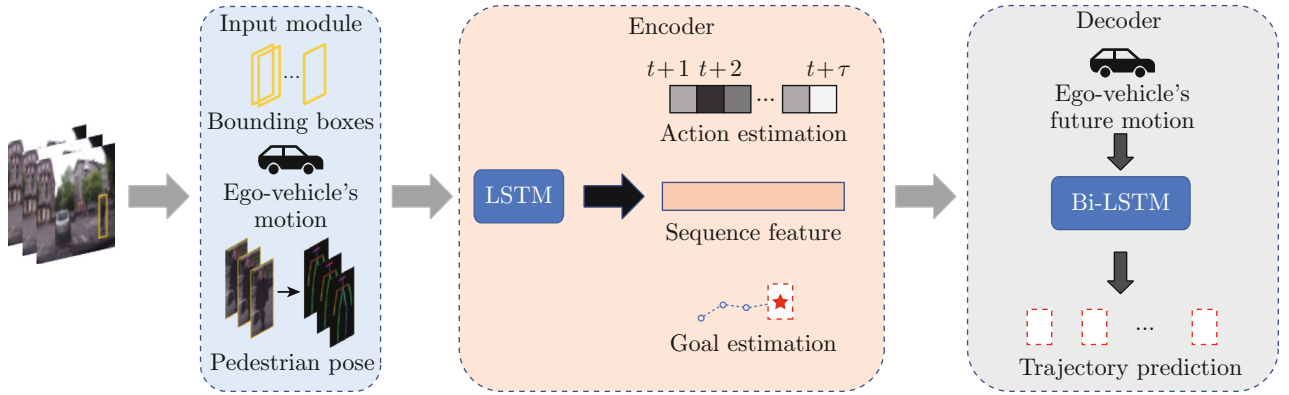 Input module
...
Bounding boxes
Ego-vehicle's
motion
Pedestrian pose
Encoder
t+1 t+2 t+τ
...
Action estimation
LSTM
Sequence feature
Goal estimation
Decoder
Ego-vehicle's
future motion
Bi-LSTM
...
Trajectory prediction